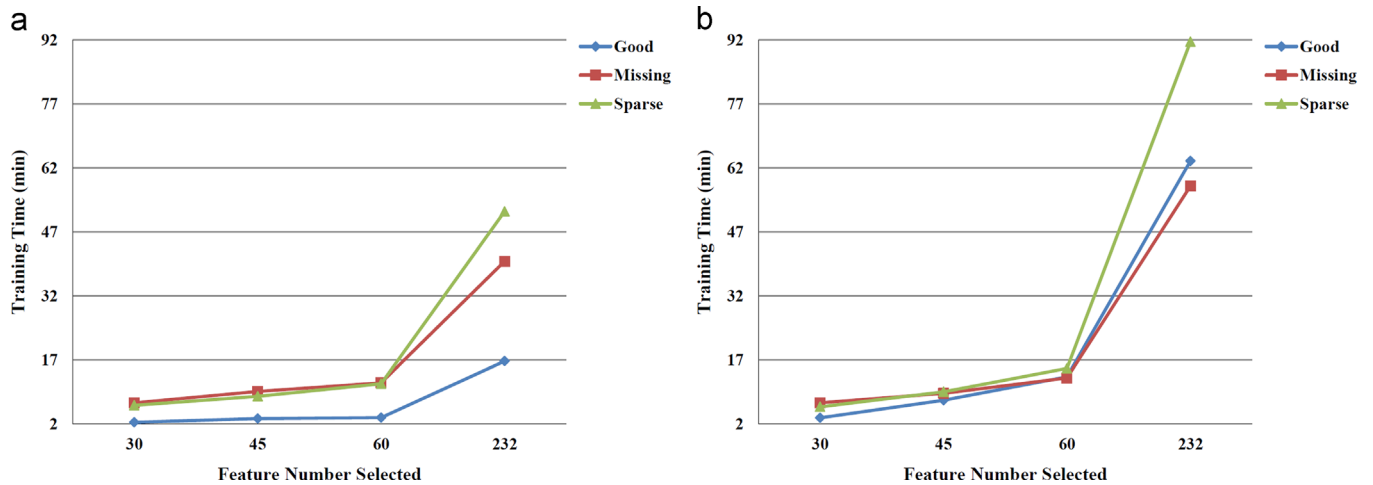 a
92
77
62
47
32
17
2
Training Time (min)
30 45 60 232
Feature Number Selected
Good
Missing
Sparse
b
92
77
62
47
32
17
2
Training Time (min)
30 45 60 232
Feature Number Selected
Good
Missing
Sparse